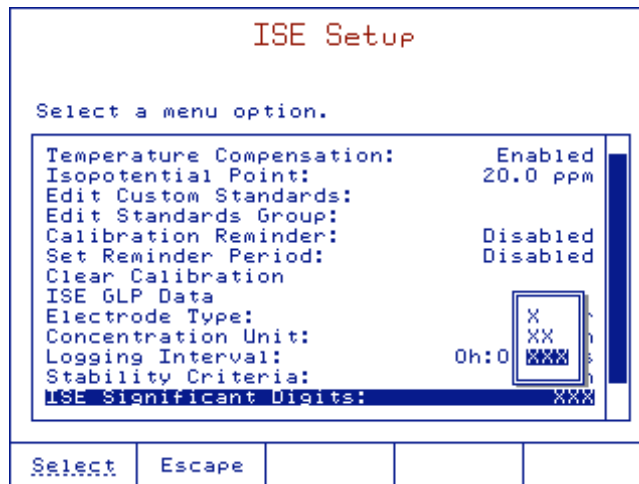 ISE Setup
Select a menu option.
Temperature Compensation: Enabled
Isopotential Point: 20.0 ppm
Edit Custom Standards:
Edit Standards Group:
Calibration Reminder: Disabled
Set Reminder Period: Disabled
Clear Calibration
ISE GLP Data
Electrode Type:
X
Concentration Unit:
XX
Logging Interval: 0h:0
XXX
Stability Criteria:
ISE Significant Digits: XXX
Select Escape